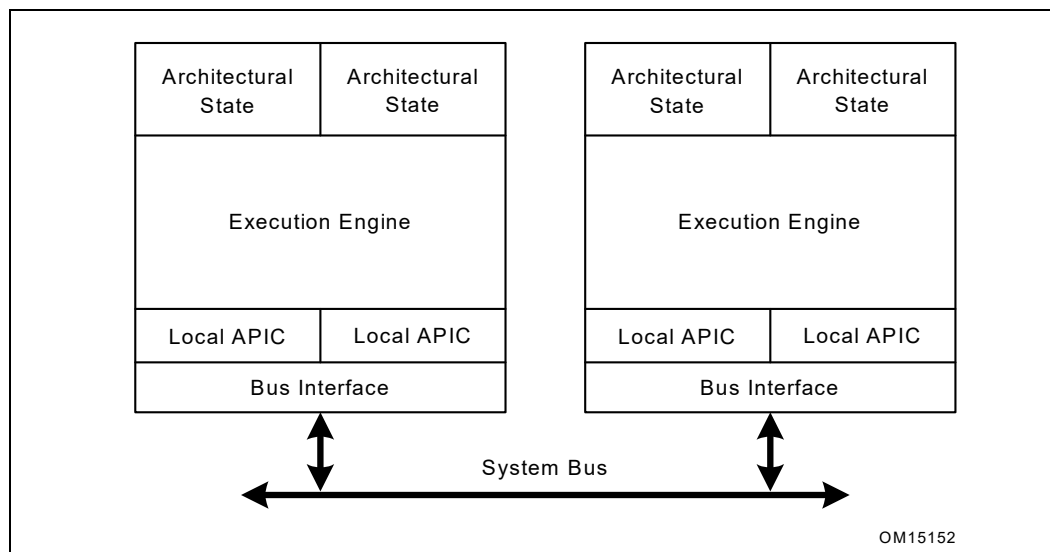 Architectural
State
Architectural
State
Architectural
State
Architectural
State
Execution Engine
Execution Engine
Local APIC
Local APIC
Local APIC
Local APIC
Bus Interface
Bus Interface
System Bus
OM15152